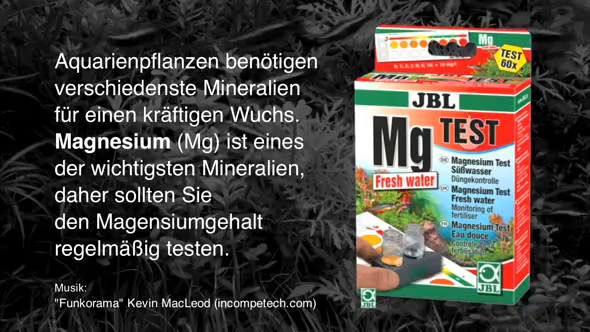 Aquarienpflanzen benötigen
verschiedenste Mineralien
für einen kräftigen Wuchs.
Magnesium (Mg) ist eines
der wichtigsten Mineralien,
daher sollten Sie
den Magensiumgehalt
regelmäßig testen.
Musik:
"Funkorama" Kevin MacLeod (incompetech.com)
Mg
TEST
60x
JBL
Mg TEST
Fresh water
Magnesium Test
Süßwasser
Düngekontrolle
Magnesium Test
Fresh water
Monitoring of
fertiliser
Magnesium Test
Eau douce
JBL
JBL